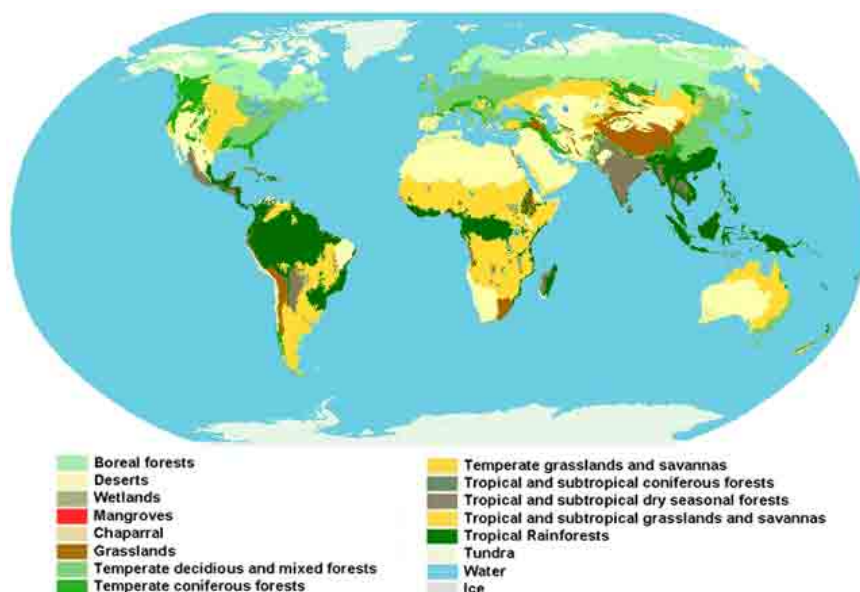 Boreal forests
Deserts
Wetlands
Mangroves
Chaparral
Grasslands
Temperate decidious and mixed forests
Temperate coniferous forests
Temperate grasslands and savannas
Tropical and subtropical coniferous forests
Tropical and subtropical dry seasonal forests
Tropical and subtropical grasslands and savannas
Tropical Rainforests
Tundra
Water
Ice